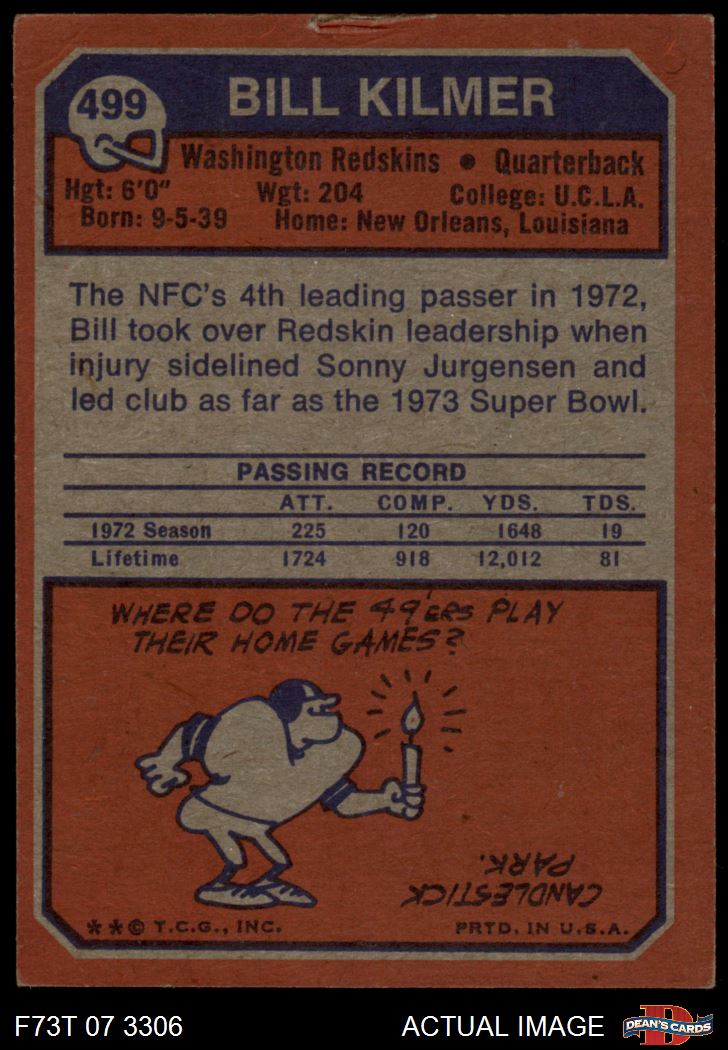 499
BILL KILMER
Washington Redskins • Quarterback
Hgt: 6'0" Wgt: 204 College: U.C.L.A.
Born: 9-5-39 Home: New Orleans, Louisiana
The NFC's 4th leading passer in 1972,
Bill took over Redskin leadership when
injury sidelined Sonny Jurgensen and
led club as far as the 1973 Super Bowl.
PASSING RECORD
ATT. COMP. YDS. TDS.
1972 Season 225 120 1648 19
Lifetime 1724 918 12,012 81
WHERE DO THE 49'ERS PLAY
THEIR HOME GAMES?
CANDLESTICK
PARK.
**© T.C.G., INC. PRTD. IN U.S.A.
F73T 07 3306 ACTUAL IMAGE
D
DEAN'S CARDS